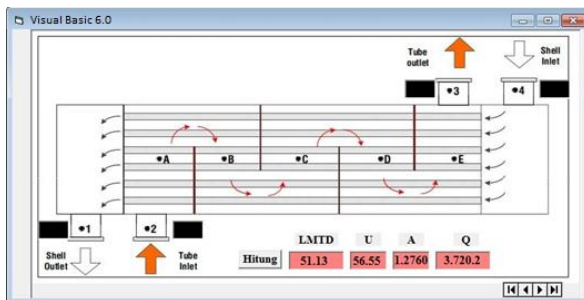 Visual Basic 6.0
Tube
outlet
Shell
Inlet
•3
•4
•A
•B
•C
•D
•E
•1
•2
Shell
Outlet
Tube
Inlet
LMTD U A Q
Hitung 51.13 56.55 1.2760 3.720.2